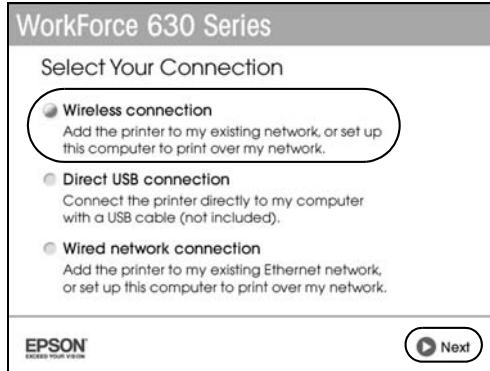 WorkForce 630 Series
Select Your Connection
Wireless connection
Add the printer to my existing network, or set up
this computer to print over my network.
Direct USB connection
Connect the printer directly to my computer
with a USB cable (not included).
Wired network connection
Add the printer to my existing Ethernet network,
or set up this computer to print over my network.
EPSON
EXCEED YOUR VISION
Next